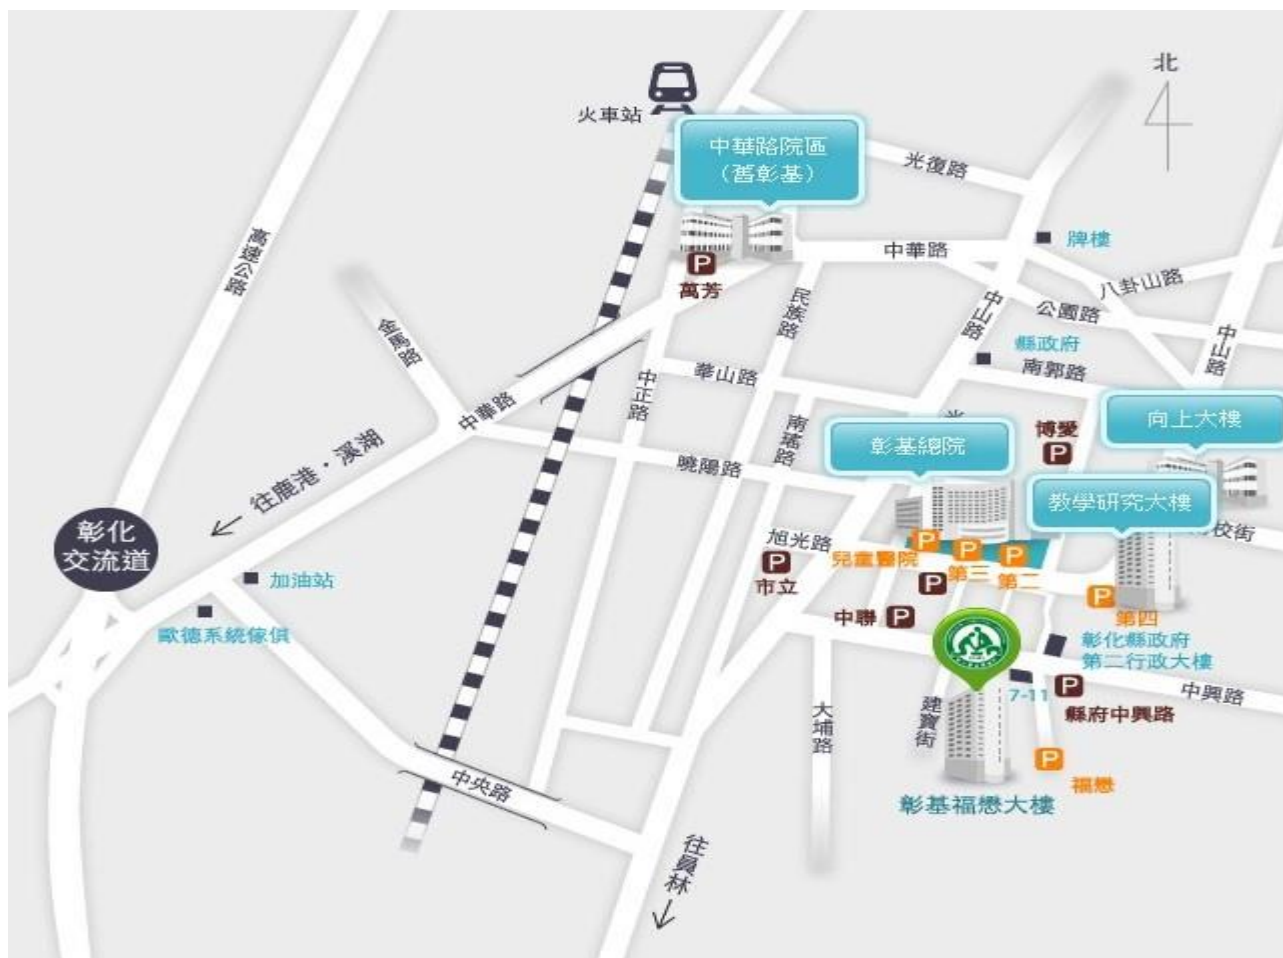 北
火車站
中華路院區
（舊彰基）
光復路
高速公路
中華路
牌樓
八卦山路
P
萬芳
民族路
中山路
公園路
金馬路
縣政府
中山路
南郭路
華山路
中正路
中華路
南瑤路
光
博愛
P
向上大樓
彰基總院
往鹿港・溪湖
曉陽路
教學研究大樓
校街
彰化
交流道
旭光路
P
市立
兒童醫院
P
P
第三
P
第二
P
加油站
歐德系統傢俱
中聯
P
P
第四
彰化縣政府
第二行政大樓
7-11
P
縣府中興路
中興路
大埔路
建寶街
中央路
P
福懋
彰基福懋大樓
往員林